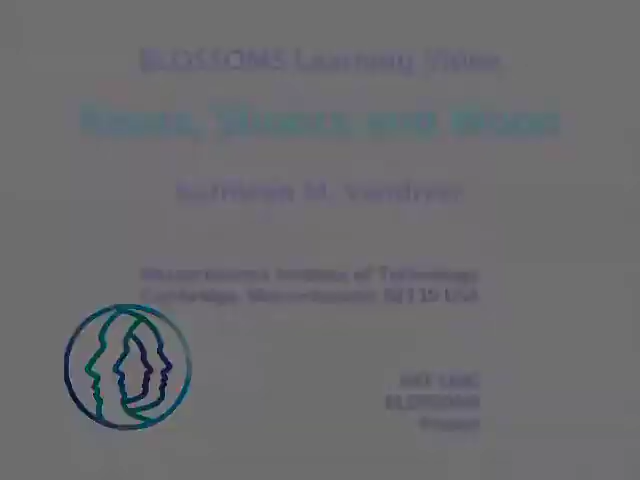 BLOSSOMS Learning Video
Roots, Shoots and Wood
Kathleen M. Vandiver
Massachusetts Institute of Technology
Cambridge, Massachusetts 02139 USA
MIT LINC
BLOSSOMS
Project